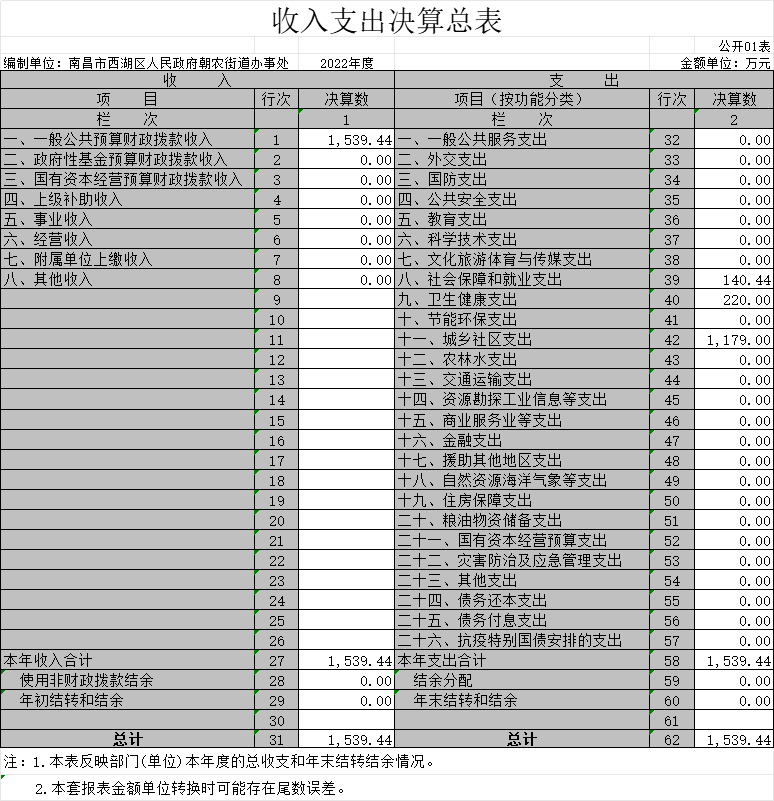 收入支出决算总表
公开01表
编制单位：南昌市西湖区人民政府朝农街道办事处 2022年度 金额单位：万元
收 入 支 出
项 目 行次 决算数 项目（按功能分类） 行次 决算数
栏 次 1 栏 次 2
一、一般公共预算财政拨款收入 1 1,539.44 一、一般公共服务支出 32 0.00
二、政府性基金预算财政拨款收入 2 0.00 二、外交支出 33 0.00
三、国有资本经营预算财政拨款收入 3 0.00 三、国防支出 34 0.00
四、上级补助收入 4 0.00 四、公共安全支出 35 0.00
五、事业收入 5 0.00 五、教育支出 36 0.00
六、经营收入 6 0.00 六、科学技术支出 37 0.00
七、附属单位上缴收入 7 0.00 七、文化旅游体育与传媒支出 38 0.00
八、其他收入 8 0.00 八、社会保障和就业支出 39 140.44
9 九、卫生健康支出 40 220.00
10 十、节能环保支出 41 0.00
11 十一、城乡社区支出 42 1,179.00
12 十二、农林水支出 43 0.00
13 十三、交通运输支出 44 0.00
14 十四、资源勘探工业信息等支出 45 0.00
15 十五、商业服务业等支出 46 0.00
16 十六、金融支出 47 0.00
17 十七、援助其他地区支出 48 0.00
18 十八、自然资源海洋气象等支出 49 0.00
19 十九、住房保障支出 50 0.00
20 二十、粮油物资储备支出 51 0.00
21 二十一、国有资本经营预算支出 52 0.00
22 二十二、灾害防治及应急管理支出 53 0.00
23 二十三、其他支出 54 0.00
24 二十四、债务还本支出 55 0.00
25 二十五、债务付息支出 56 0.00
26 二十六、抗疫特别国债安排的支出 57 0.00
本年收入合计 27 1,539.44 本年支出合计 58 1,539.44
使用非财政拨款结余 28 0.00 结余分配 59 0.00
年初结转和结余 29 0.00 年末结转和结余 60 0.00
30 61
总计 31 1,539.44 总计 62 1,539.44
注：1.本表反映部门(单位)本年度的总收支和年末结转结余情况。
2.本套报表金额单位转换时可能存在尾数误差。